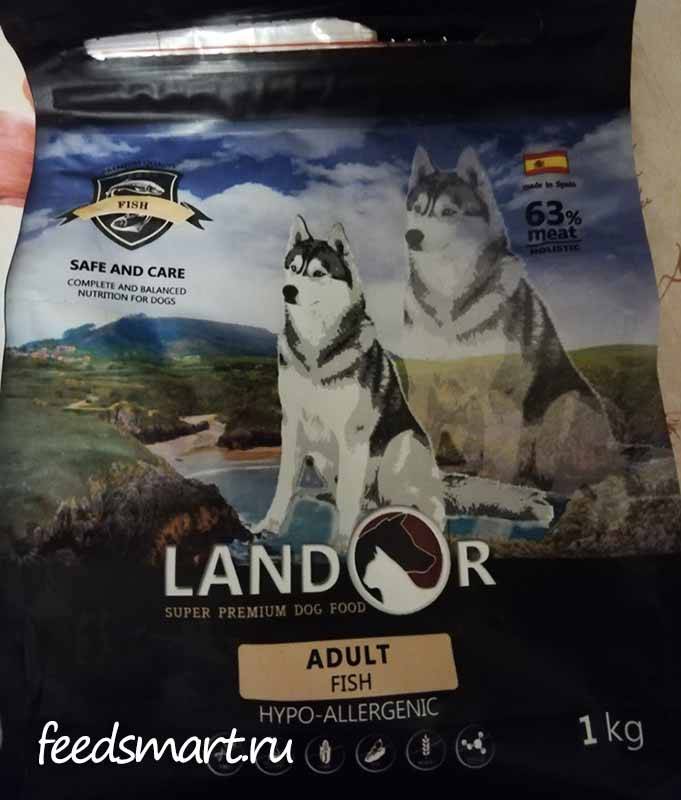 FISH
SAFE AND CARE
COMPLETE AND BALANCED
NUTRITION FOR DOGS
made in Spain
63%
meat
HOLISTIC
LANDOR
SUPER PREMIUM DOG FOOD
ADULT
FISH
HYPO-ALLERGENIC
1 kg
feedsmart.ru